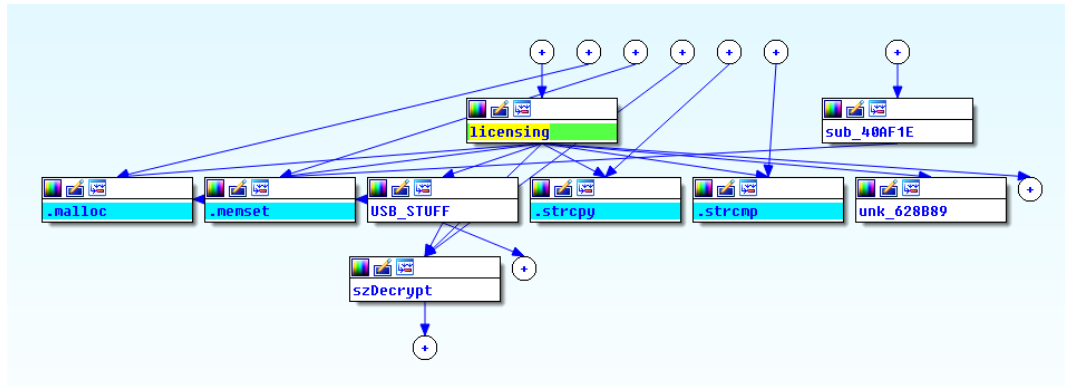 licensing
sub_40AF1E
.malloc
.memset
USB_STUFF
.strcpy
.strcmp
unk_628B89
szDecrypt